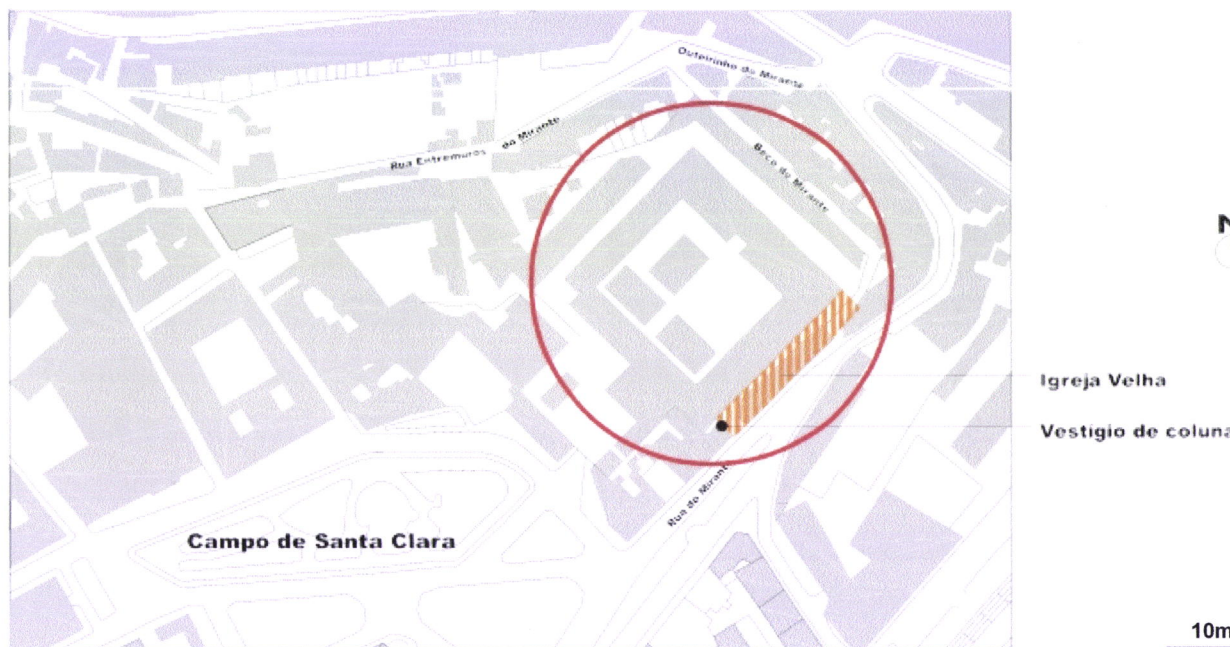 Outeirinho do Mirante
Rua Entremuros do Mirante
Beco do Mirante
N
Igreja Velha
Vestigio de coluna
Rua do Mirante
Campo de Santa Clara
10m